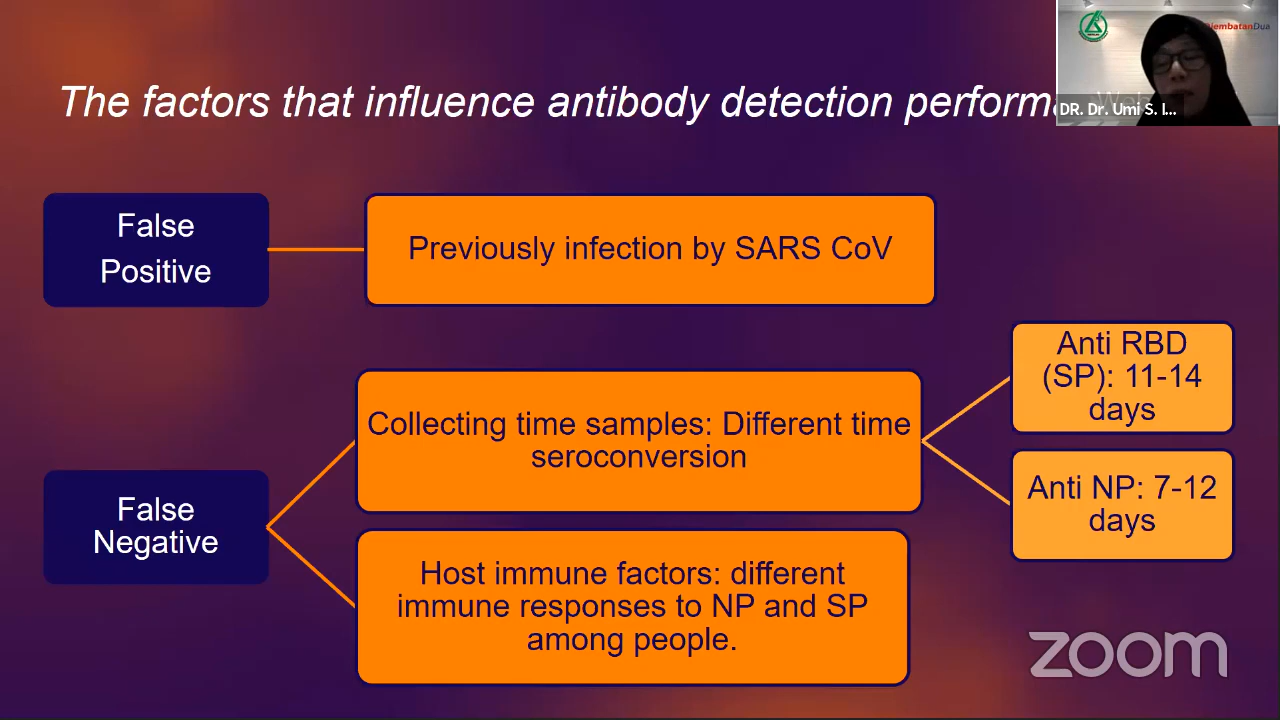 The factors that influence antibody detection performa
DjembatanDua
DR. Dr. Umi S. I...
False
Positive
Previously infection by SARS CoV
False
Negative
Collecting time samples: Different time
seroconversion
Anti RBD
(SP): 11-14
days
Anti NP: 7-12
days
Host immune factors: different
immune responses to NP and SP
among people.
zoom